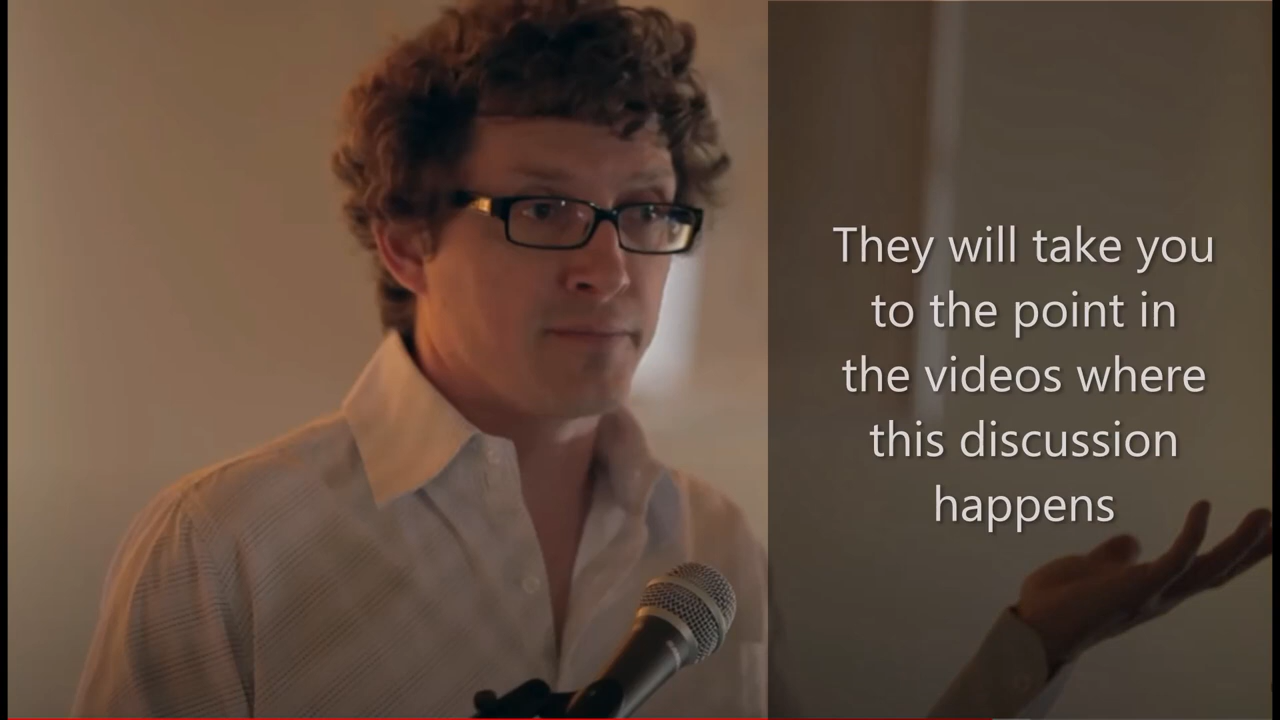 They will take you
to the point in
the videos where
this discussion
happens